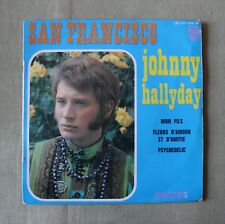 SAN FRANCISCO
johnny
hallyday
MON FILS
FLEURS D'AMOUR
ET D'AMITIE
PSYCHEDELIC
PHILIPS